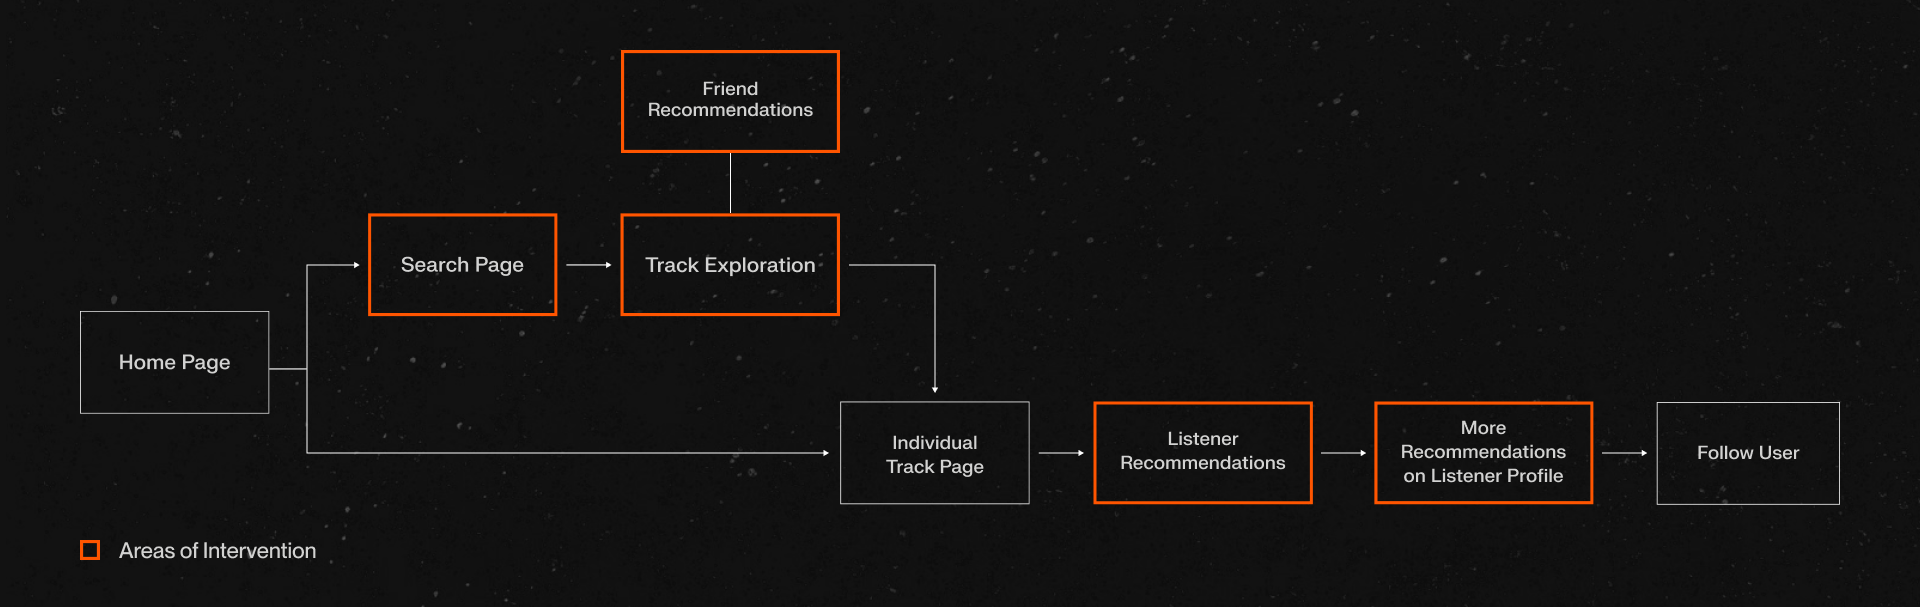 Friend
Recommendations
Search Page
Track Exploration
Home Page
Individual
Track Page
Listener
Recommendations
More
Recommendations
on Listener Profile
Follow User
Areas of Intervention